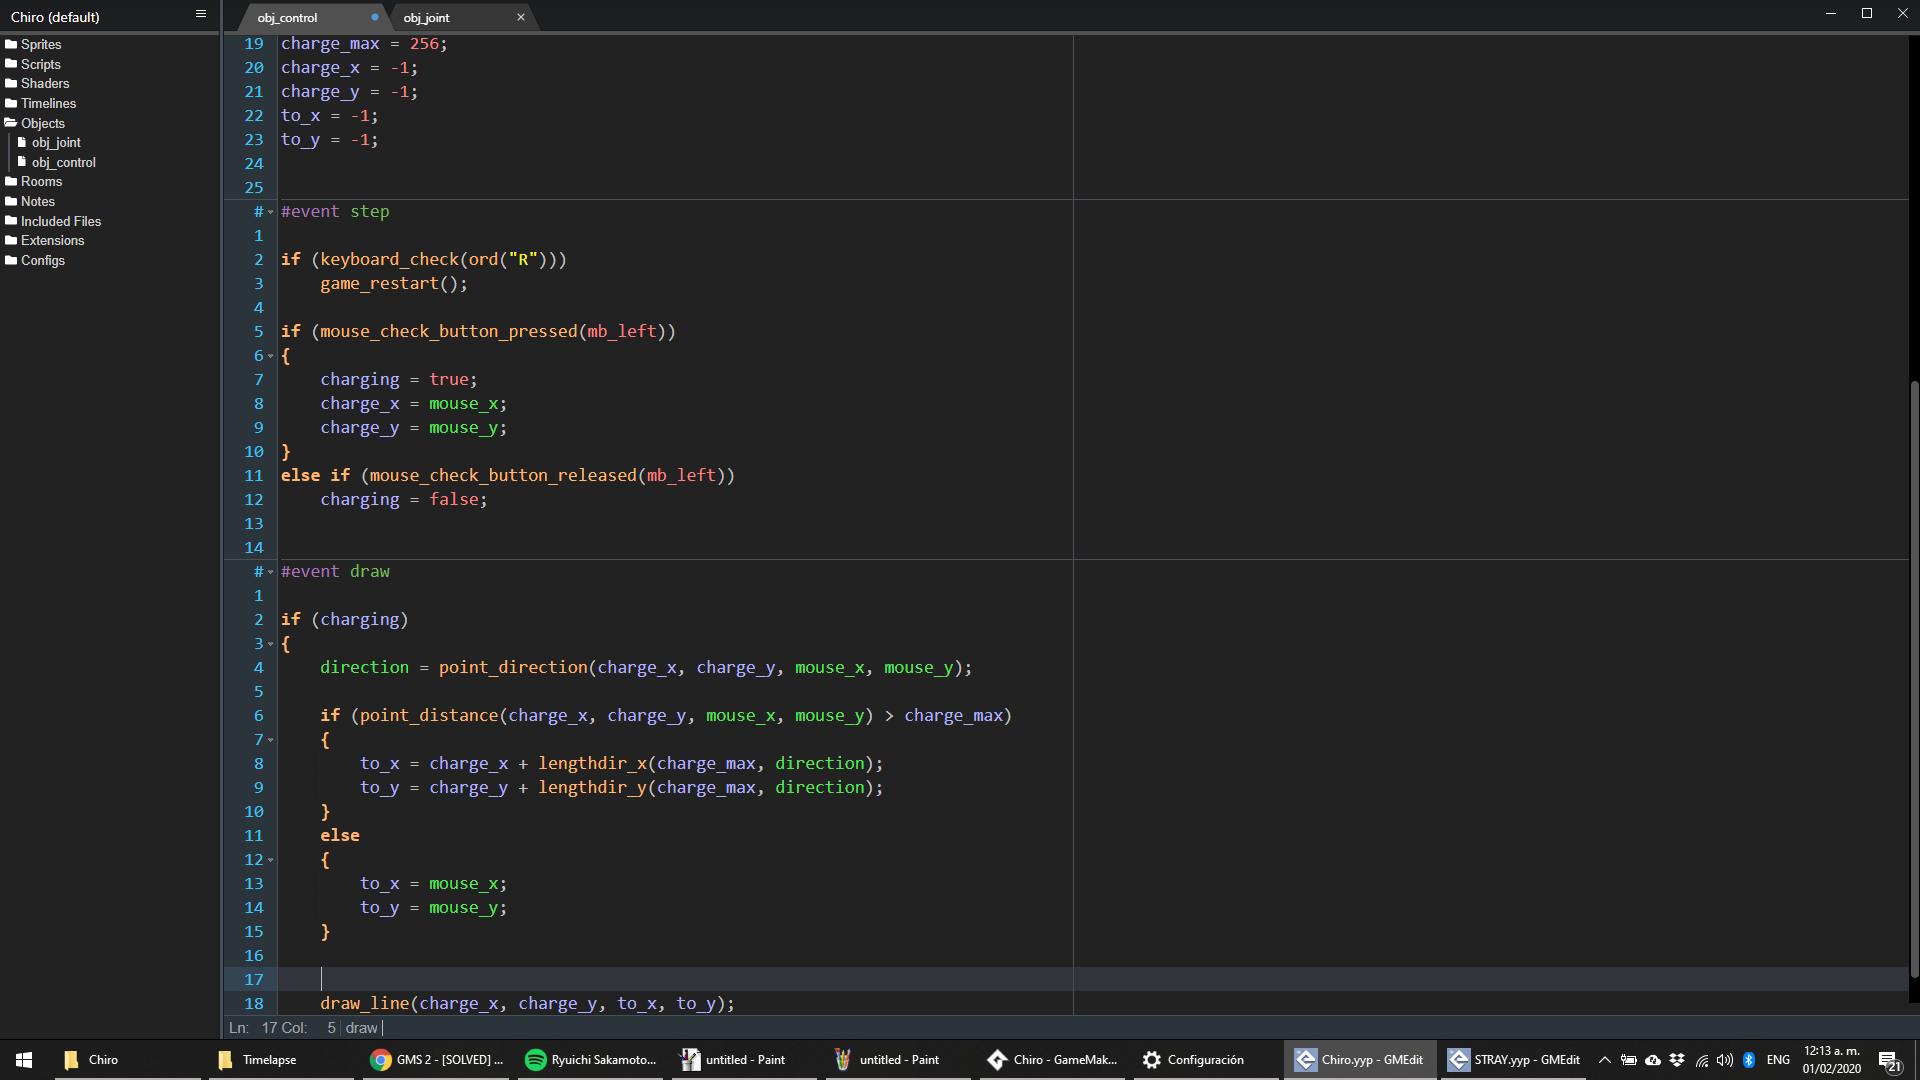 Chiro (default)
obj_control
obj_joint
Sprites
Scripts
Shaders
Timelines
Objects
obj_joint
obj_control
Rooms
Notes
Included Files
Extensions
Configs
19 charge_max = 256;
20 charge_x = -1;
21 charge_y = -1;
22 to_x = -1;
23 to_y = -1;
24
25
# #event step
1
2 if (keyboard_check(ord("R")))
3 game_restart();
4
5 if (mouse_check_button_pressed(mb_left))
6 {
7 charging = true;
8 charge_x = mouse_x;
9 charge_y = mouse_y;
10 }
11 else if (mouse_check_button_released(mb_left))
12 charging = false;
13
14
# #event draw
1
2 if (charging)
3 {
4 direction = point_direction(charge_x, charge_y, mouse_x, mouse_y);
5
6 if (point_distance(charge_x, charge_y, mouse_x, mouse_y) > charge_max)
7 {
8 to_x = charge_x + lengthdir_x(charge_max, direction);
9 to_y = charge_y + lengthdir_y(charge_max, direction);
10 }
11 else
12 {
13 to_x = mouse_x;
14 to_y = mouse_y;
15 }
16
17
18 draw_line(charge_x, charge_y, to_x, to_y);
Ln: 17 Col: 5 draw
Chiro
Timelapse
GMS 2 - [SOLVED] ...
Ryuichi Sakamoto...
untitled - Paint
untitled - Paint
Chiro - GameMak...
Configuración
Chiro.yyp - GMEdit
STRAY.yyp - GMEdit
ENG
12:13 a. m.
01/02/2020
21